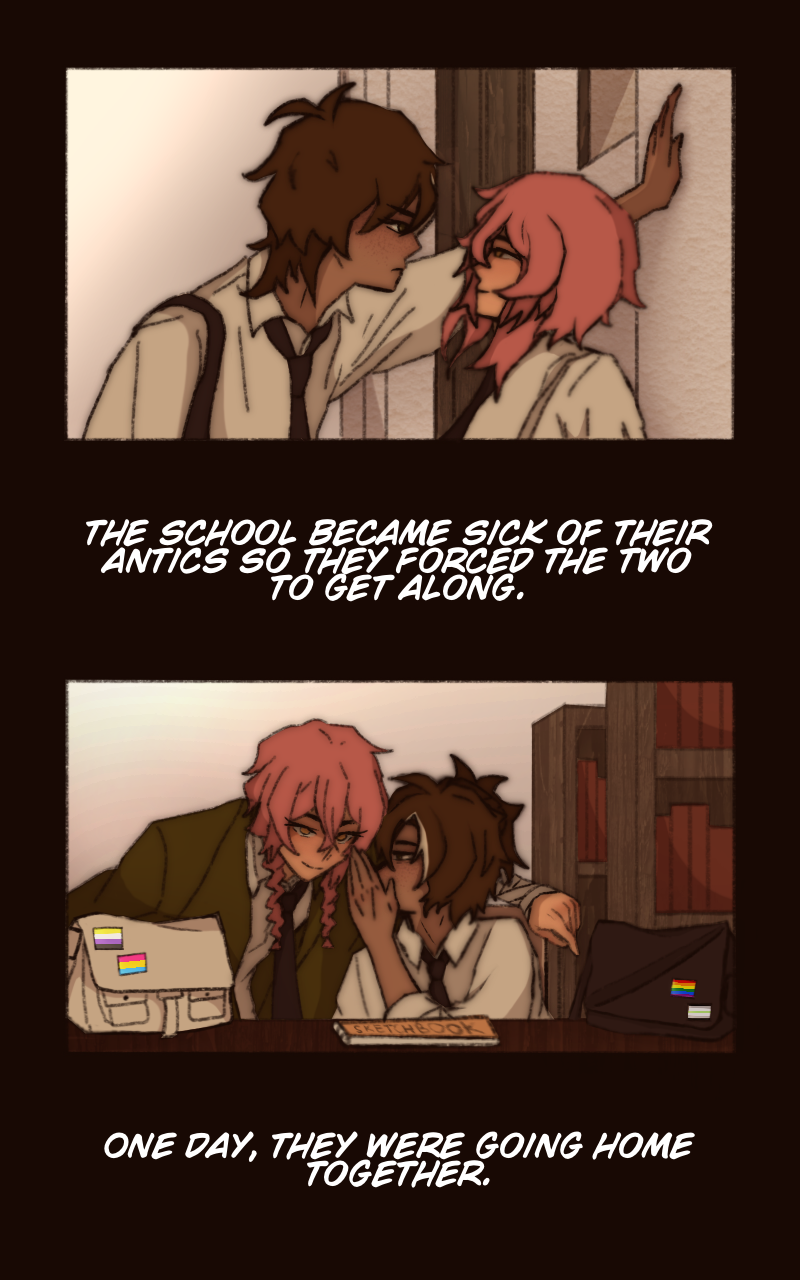 THE SCHOOL BECAME SICK OF THEIR
ANTICS SO THEY FORCED THE TWO
TO GET ALONG.
SKETCHBOOK
ONE DAY, THEY WERE GOING HOME
TOGETHER.